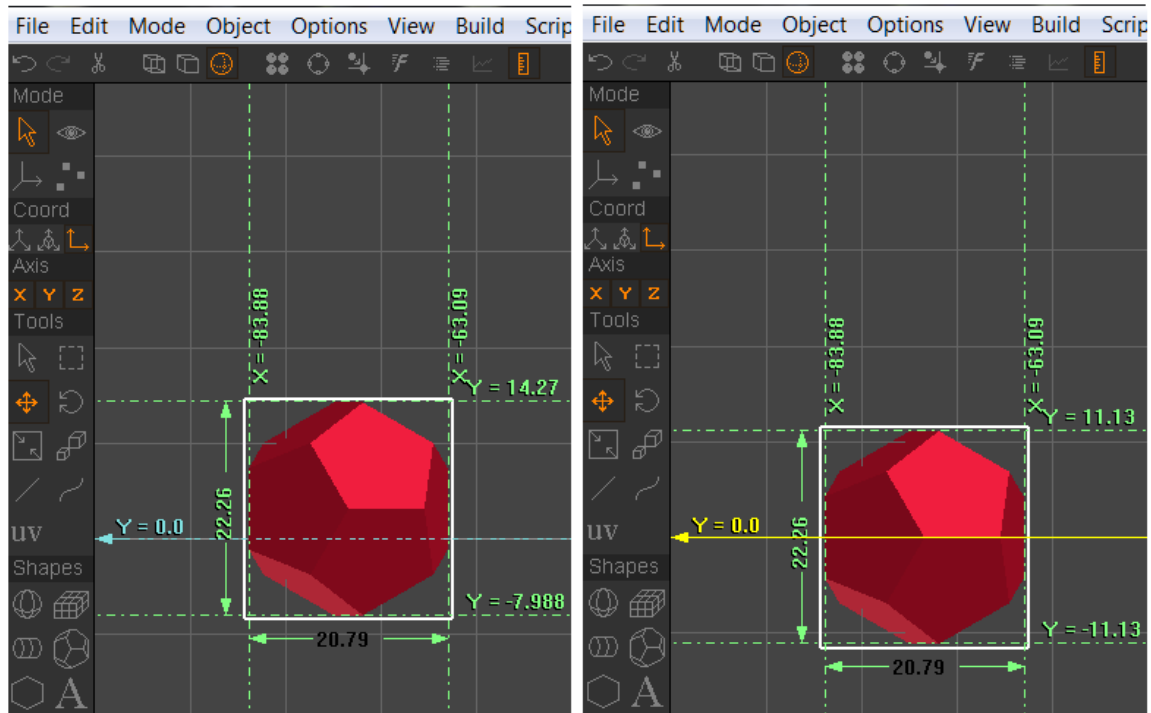 File Edit Mode Object Options View Build Scrip
Mode
Coord
Axis
X Y Z
Tools
uv
Shapes
A
X = -83.88
X = -63.09
Y = 14.27
22.26
Y = 0.0
Y = -7.988
20.79
File Edit Mode Object Options View Build Scrip
Mode
Coord
Axis
X Y Z
Tools
uv
Shapes
A
X = -83.88
X = -63.09
Y = 11.13
22.26
Y = 0.0
Y = -11.13
20.79